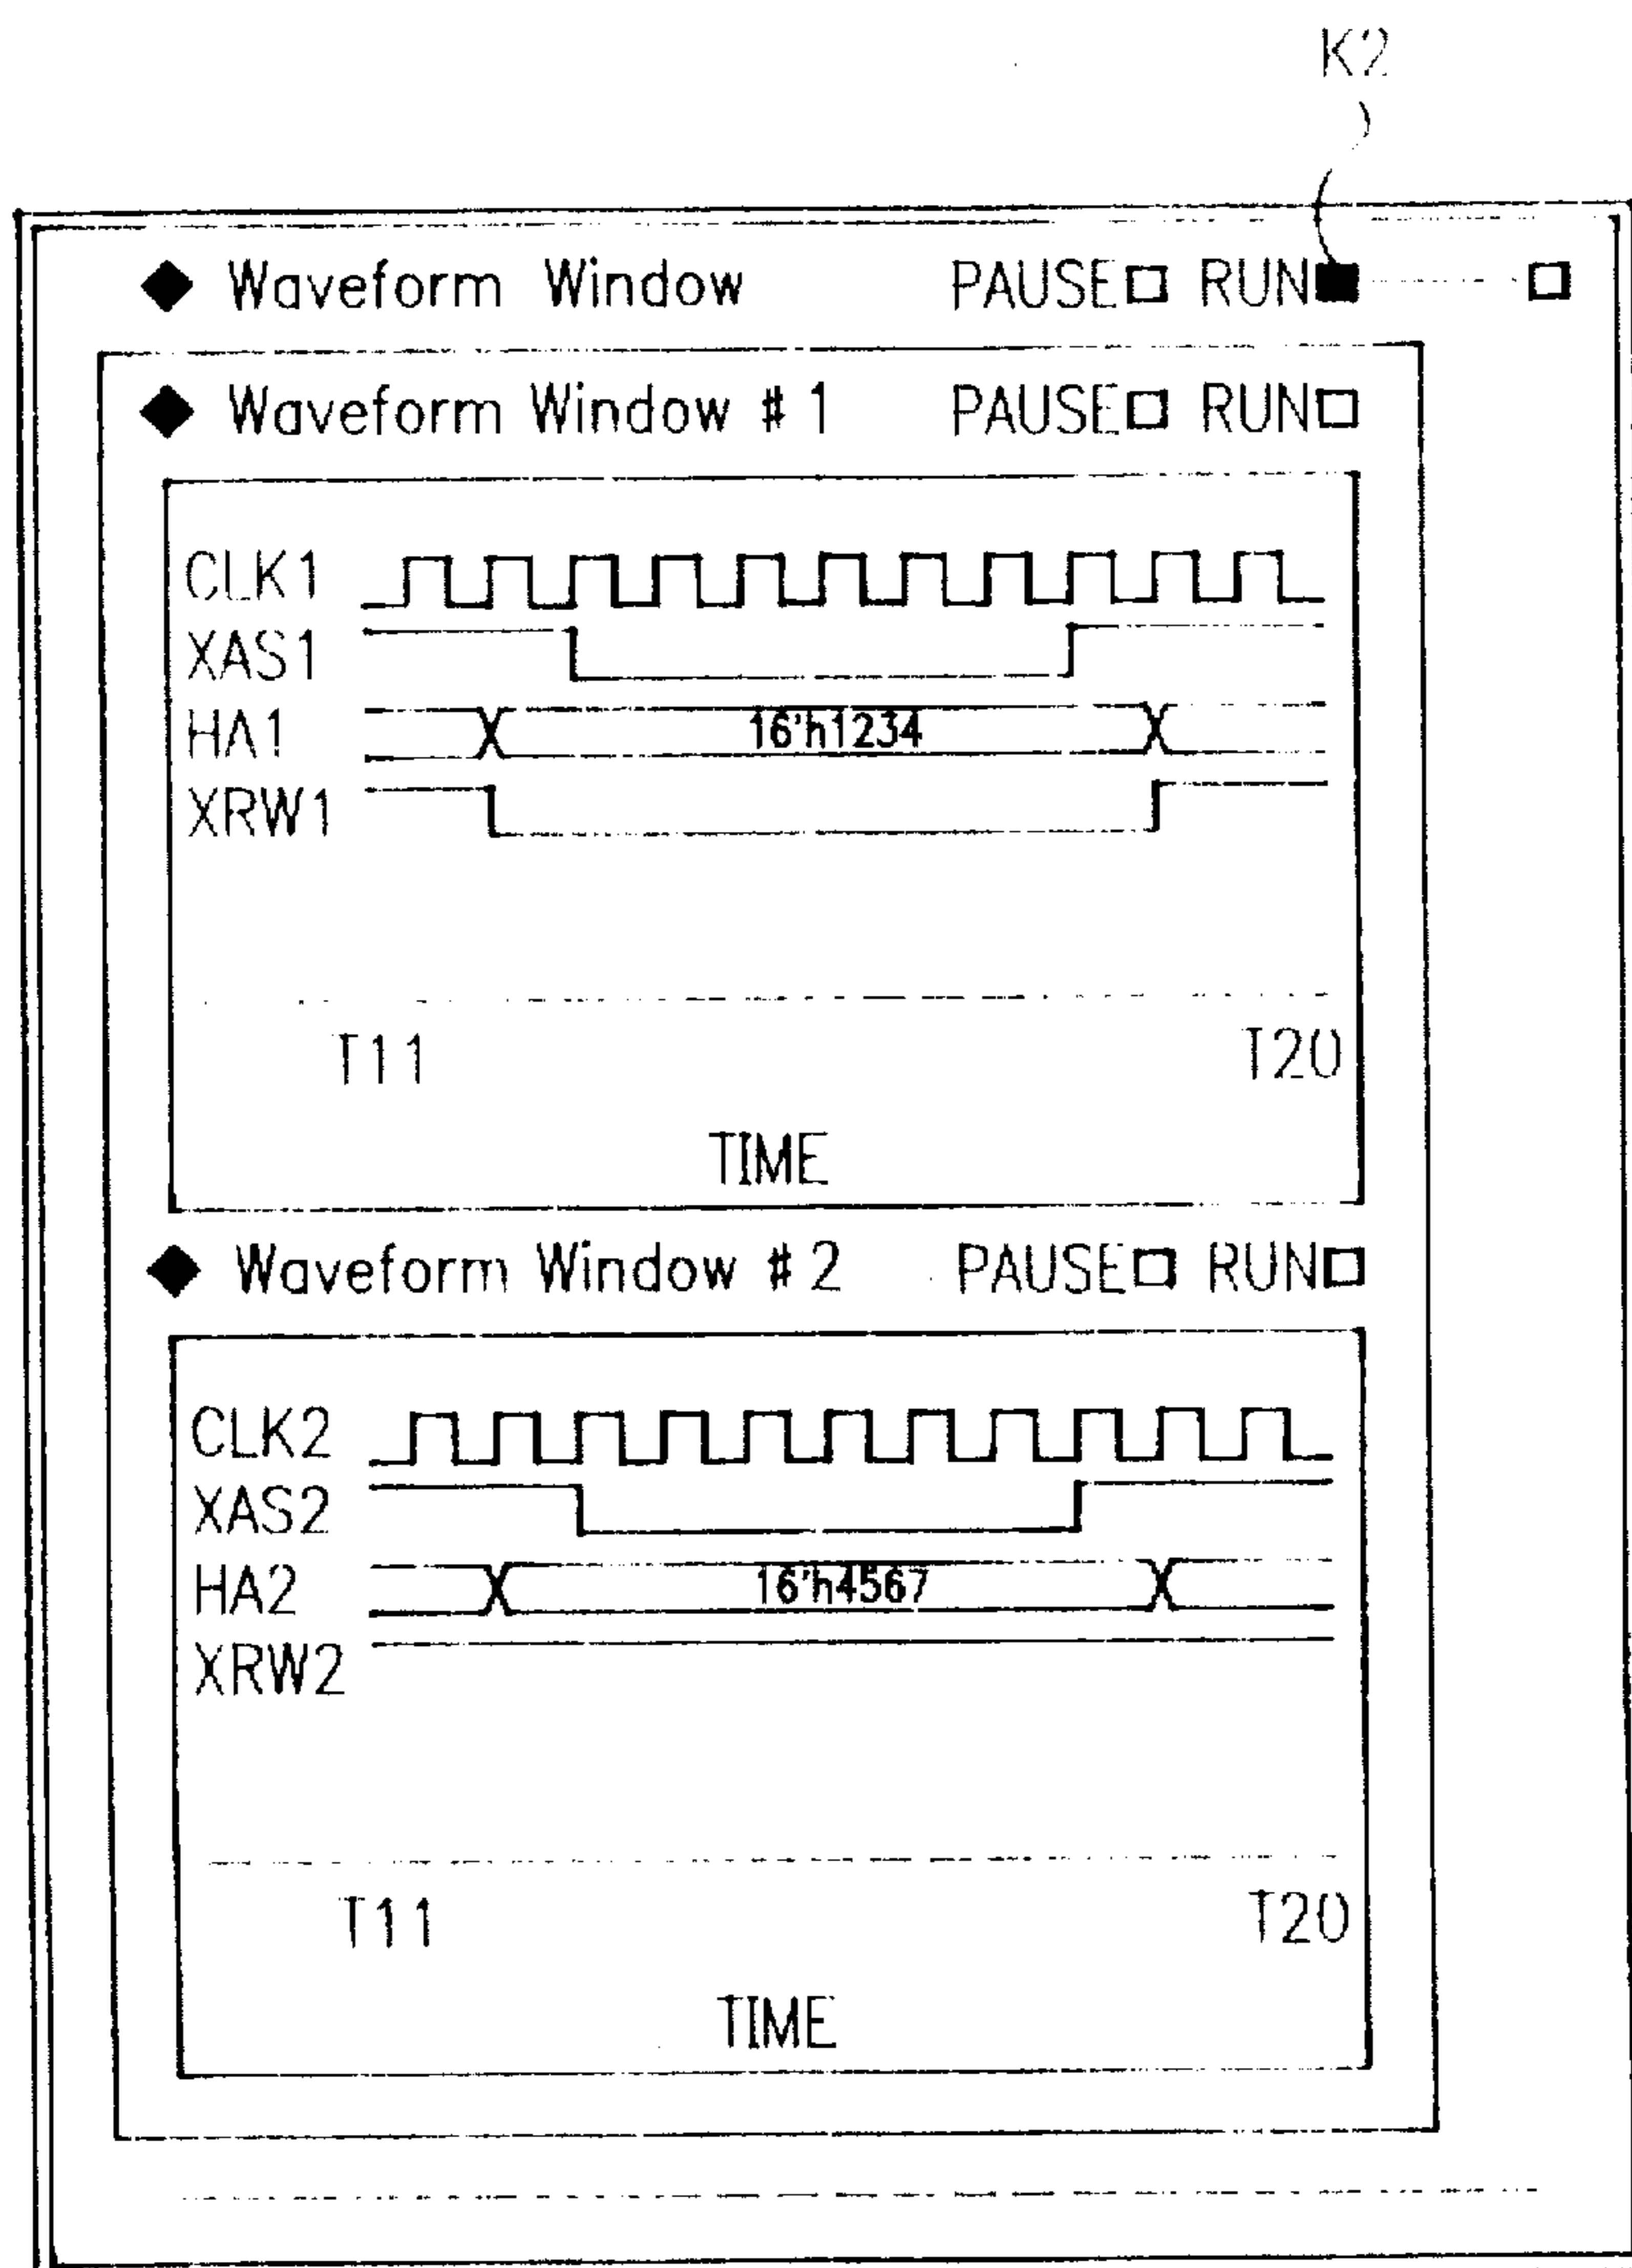 K2
◆ Waveform Window PAUSE□ RUN■ □
◆ Waveform Window #1 PAUSE□ RUN□
CLK1
XAS1
HA1 16'h1234
XRW1
T11 T20
TIME
◆ Waveform Window #2 PAUSE□ RUN□
CLK2
XAS2
HA2 16'h4567
XRW2
T11 T20
TIME